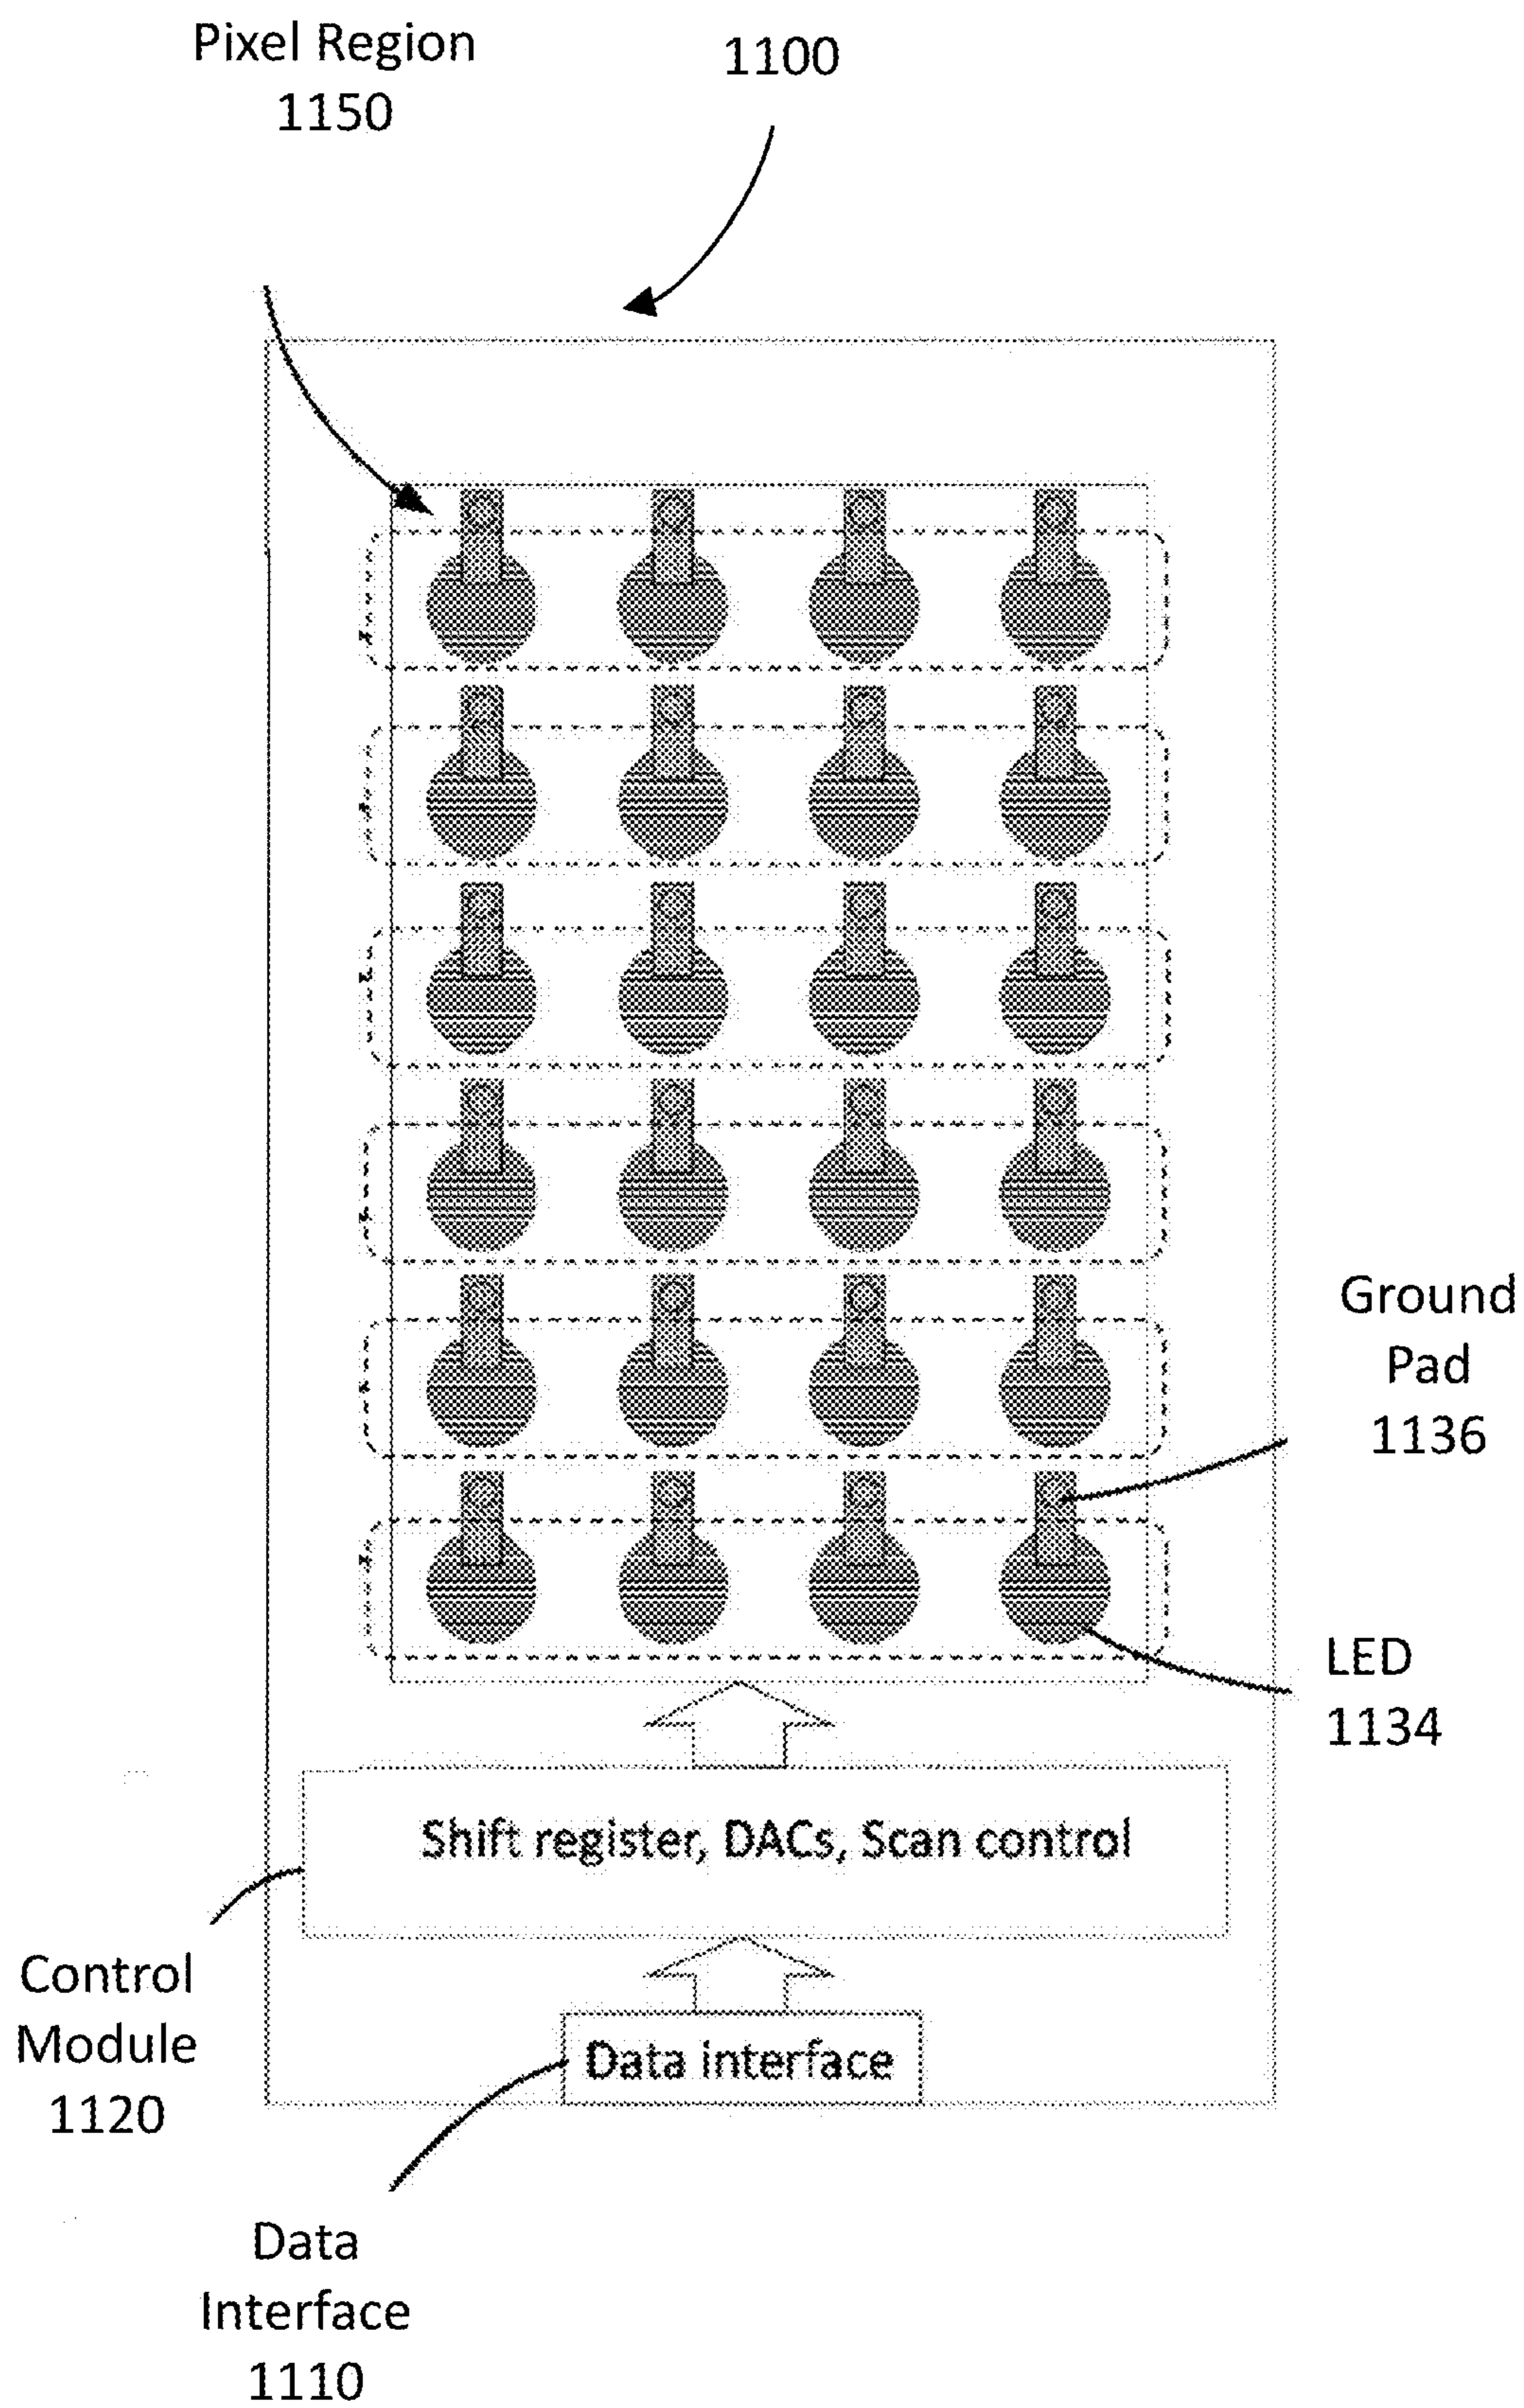 Pixel Region
1150
1100
Ground
Pad
1136
LED
1134
Shift register, DACs, Scan control
Control
Module
1120
Data interface
Data
Interface
1110